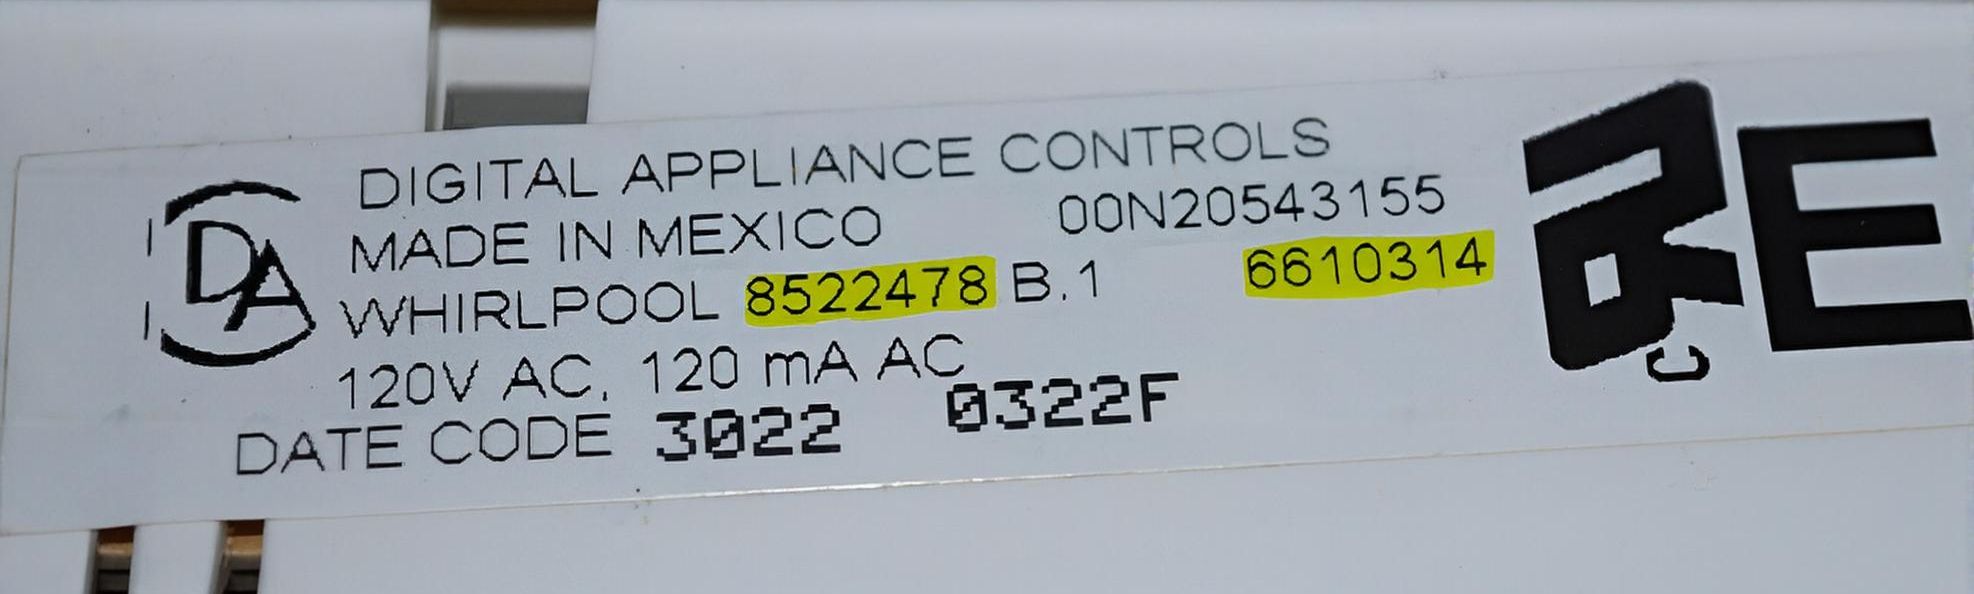 DA
DIGITAL APPLIANCE CONTROLS
MADE IN MEXICO 00N20543155
WHIRLPOOL 8522478 B.1 6610314
120V AC, 120 mA AC
DATE CODE 3022 0322F
E